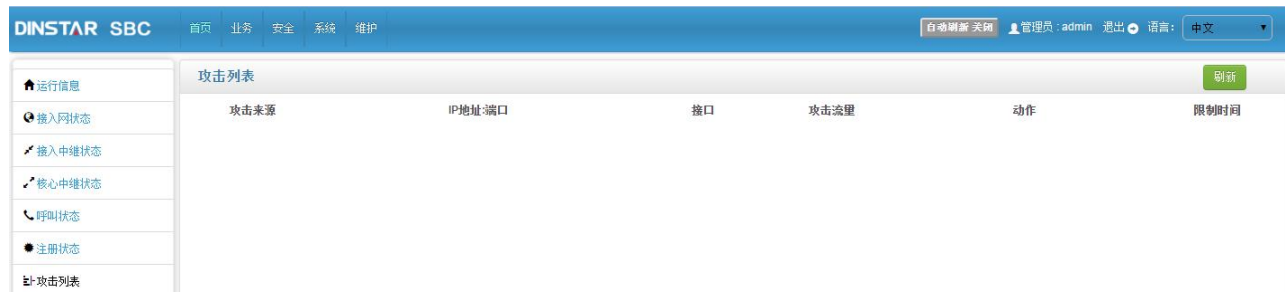 DINSTAR SBC 首页 业务 安全 系统 维护 自动刷新 关闭 管理员 : admin 退出 语言: 中文
运行信息
接入网状态
接入中继状态
核心中继状态
呼叫状态
注册状态
攻击列表
攻击列表 刷新
攻击来源 IP地址:端口 接口 攻击流量 动作 限制时间